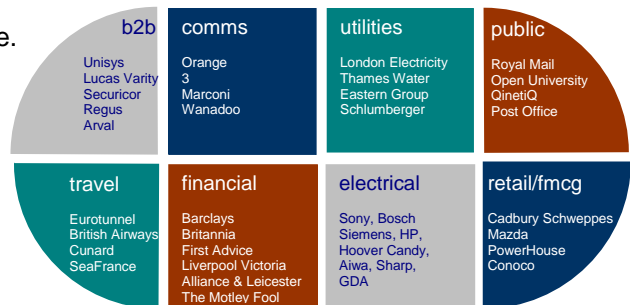 e.
b2b
Unisys
Lucas Varity
Securicor
Regus
Arval
comms
Orange
3
Marconi
Wanadoo
utilities
London Electricity
Thames Water
Eastern Group
Schlumberger
public
Royal Mail
Open University
QinetiQ
Post Office
travel
Eurotunnel
British Airways
Cunard
SeaFrance
financial
Barclays
Britannia
First Advice
Liverpool Victoria
Alliance & Leicester
The Motley Fool
electrical
Sony, Bosch
Siemens, HP,
Hoover Candy,
Aiwa, Sharp,
GDA
retail/fmcg
Cadbury Schweppes
Mazda
PowerHouse
Conoco